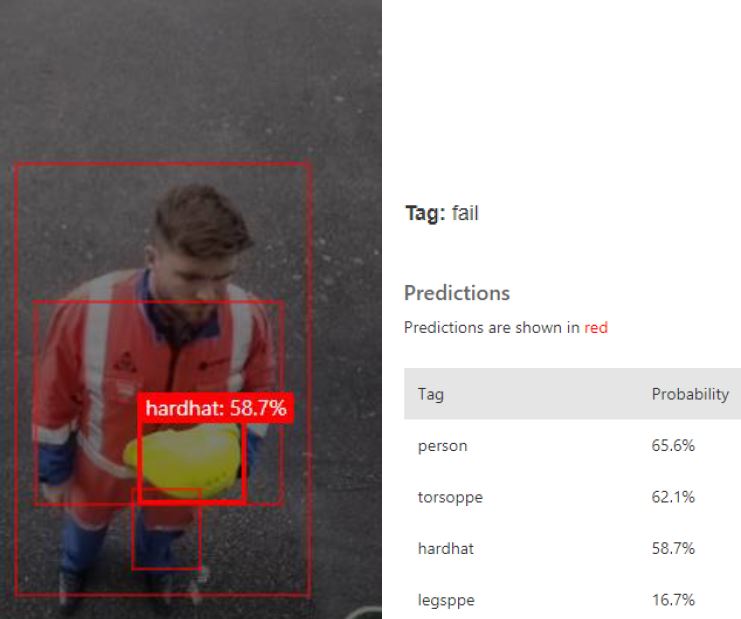 hardhat: 58.7%
Tag: fail
Predictions
Predictions are shown in red
Tag Probability
person 65.6%
torsoppe 62.1%
hardhat 58.7%
legsppe 16.7%